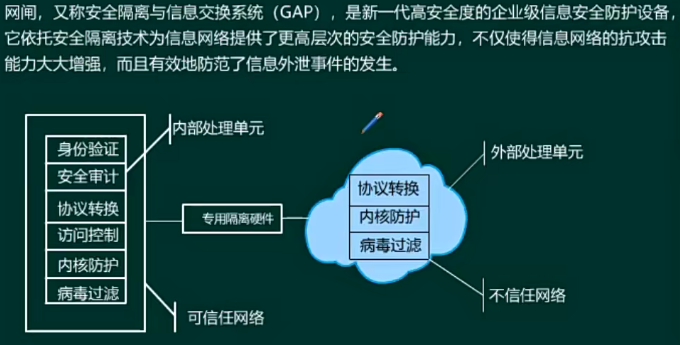 网间，又称安全隔离与信息交换系统（GAP），是新一代高安全度的企业级信息安全防护设备，
它依托安全隔离技术为信息网络提供了更高层次的安全防护能力，不仅使得信息网络的抗攻击
能力大大增强，而且有效地防范了信息外泄事件的发生。
内部处理单元
身份验证
安全审计
协议转换
访问控制
内核防护
病毒过滤
可信任网络
专用隔离硬件
外部处理单元
协议转换
内核防护
病毒过滤
不信任网络